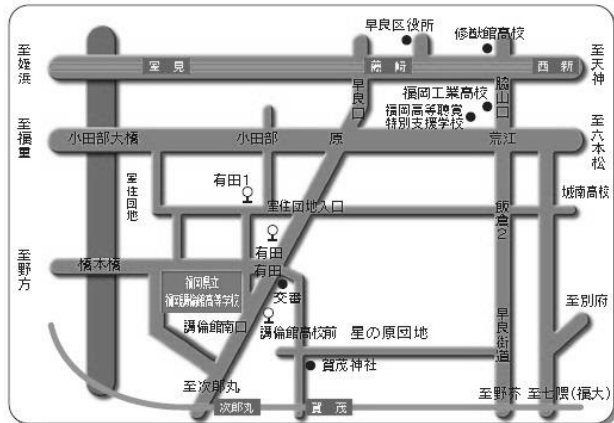 早良区役所
修猷館高校
至姪浜
室見
藤崎
西新
至天神
早良口
脇山口
福岡工業高校
福岡高等聴覚
特別支援学校
至福重
小田部大橋
小田部
原
荒江
至六本松
室住団地
有田1
室住団地入口
飯倉2
城南高校
有田
至野方
橋本橋
有田
福岡県立
福岡講倫館高等学校
交番
至別府
講倫館南口
講倫館高校前
星の原団地
早良街道
賀茂神社
至次郎丸
至野芥
至七隈(福大)
次郎丸
賀茂